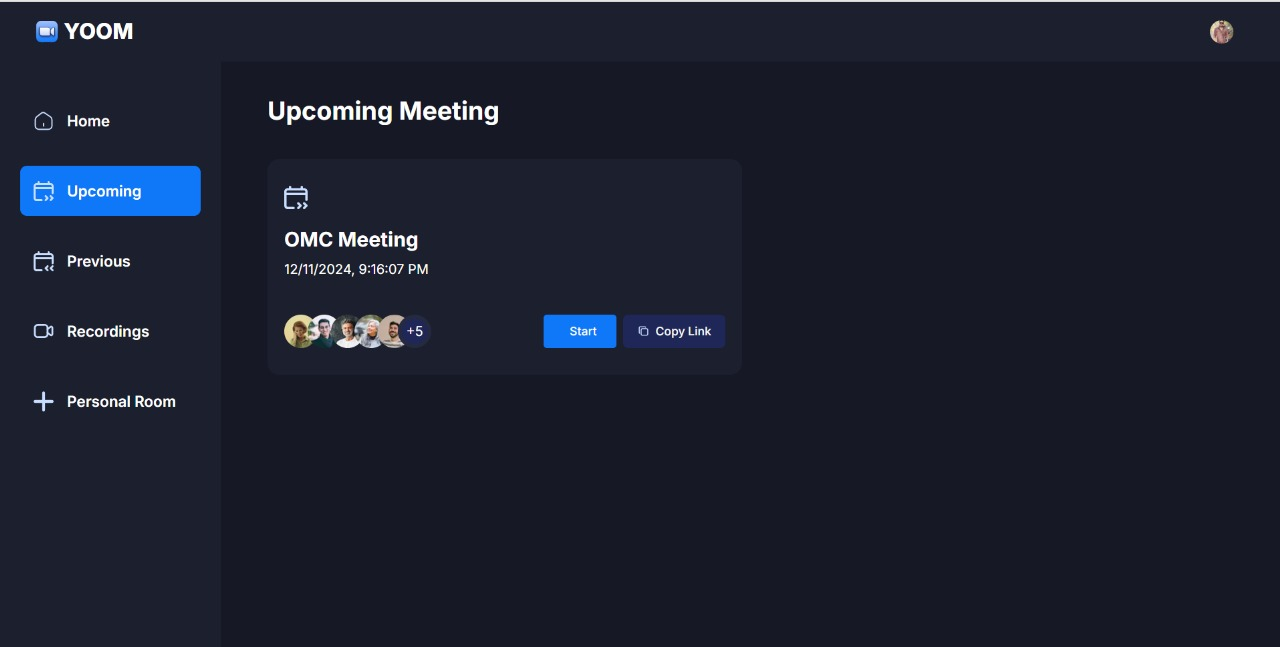 YOOM
Home
Upcoming
Previous
Recordings
Personal Room
Upcoming Meeting
OMC Meeting
12/11/2024, 9:16:07 PM
+5
Start
Copy Link